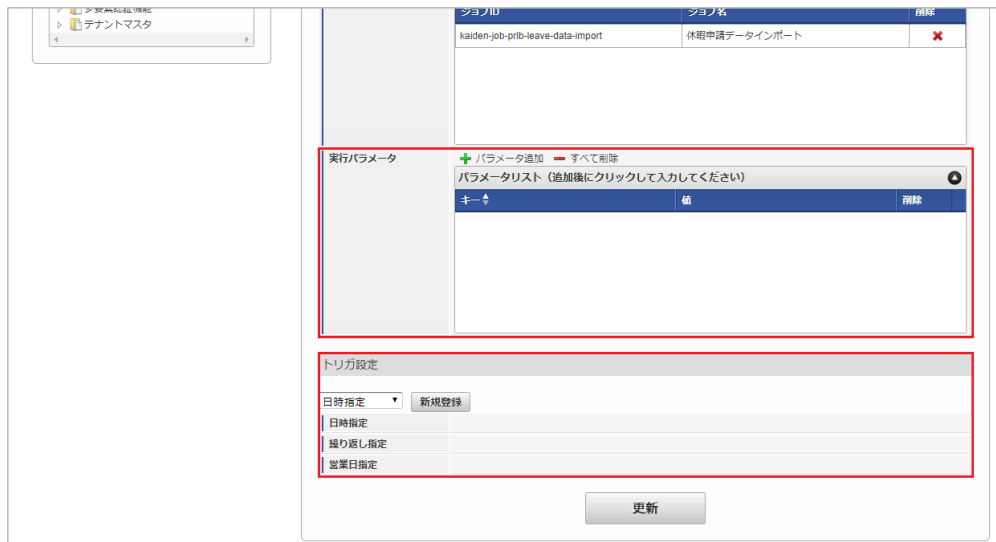 テナントマスタ
ジョブID
ジョブ名
削除
kaiden-job-prlb-leave-data-import
休暇申請データインポート
実行パラメータ
パラメータ追加
すべて削除
パラメータリスト（追加後にクリックして入力してください）
キー
値
削除
トリガ設定
日時指定
新規登録
日時指定
繰り返し指定
営業日指定
更新